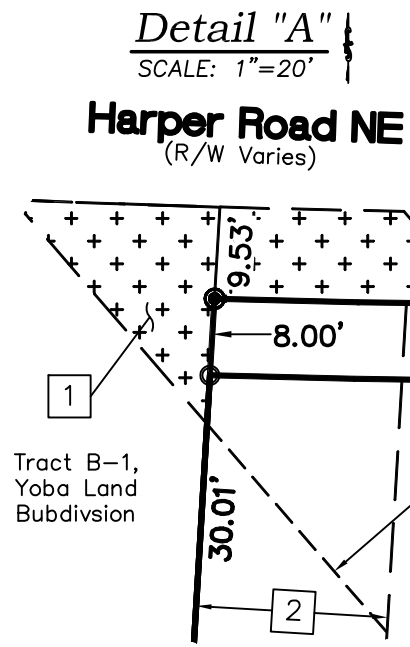 Detail "A"
SCALE: 1"=20'
Harper Road NE
(R/W Varies)
9.53'
8.00'
1
Tract B-1,
Yoba Land
Bubdivsion
30.01'
2